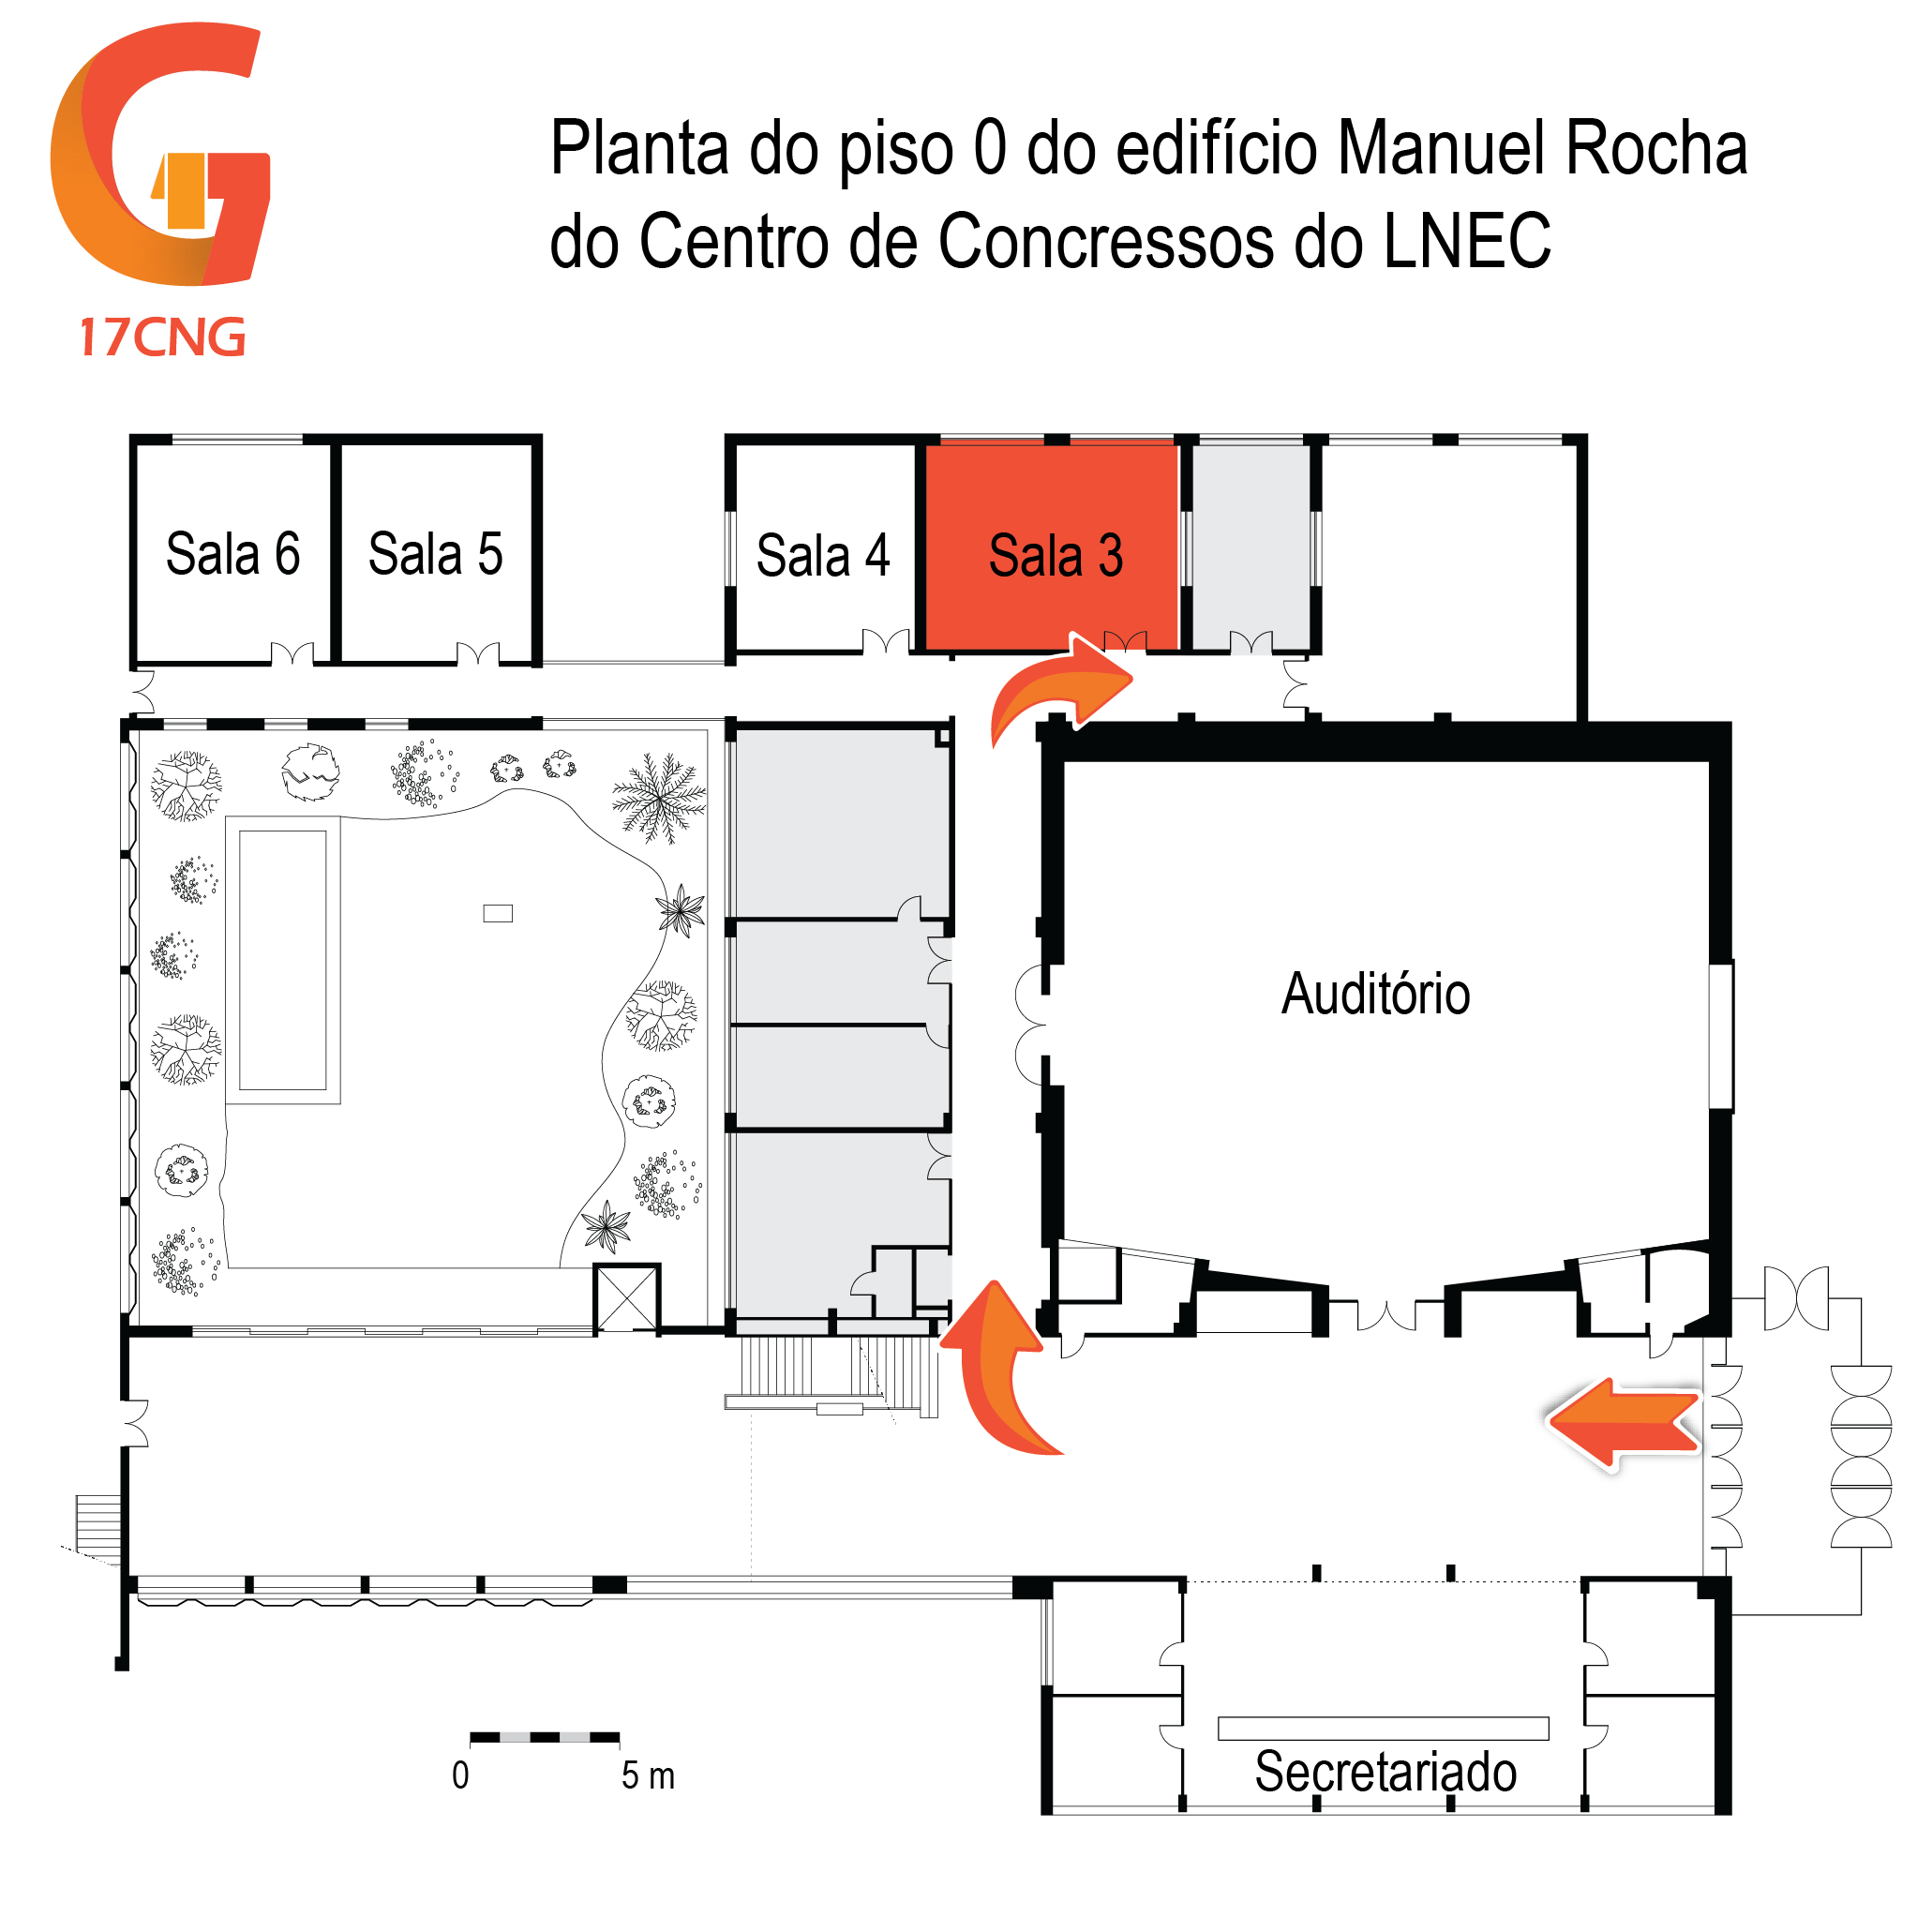 17CNG
Planta do piso 0 do edifício Manuel Rocha
do Centro de Concressos do LNEC
Sala 6
Sala 5
Sala 4
Sala 3
Auditório
Secretariado
0
5 m